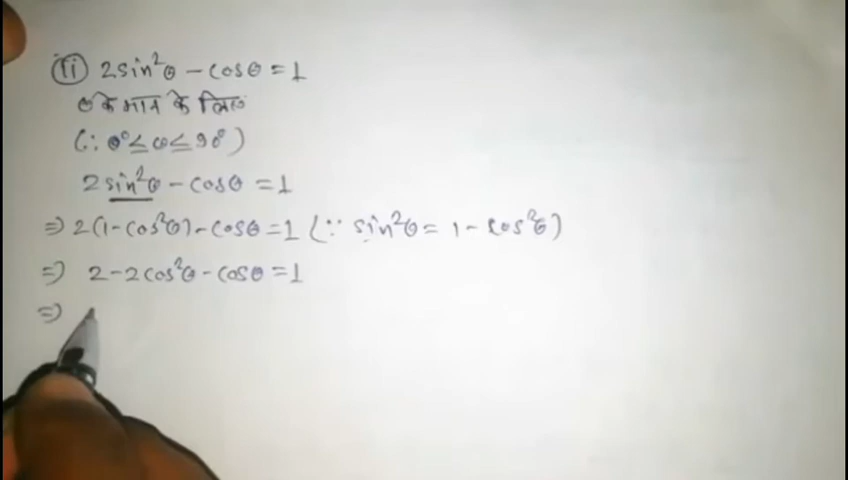 (ii) 2sin²θ - cosθ = 1
θ के मान के लिए
(∵ 0° ≤ θ ≤ 90°)
2sin²θ - cosθ = 1
⇒ 2(1-cos²θ) - cosθ = 1 (∵ sin²θ = 1 - cos²θ)
⇒ 2-2cos²θ - cosθ = 1
⇒